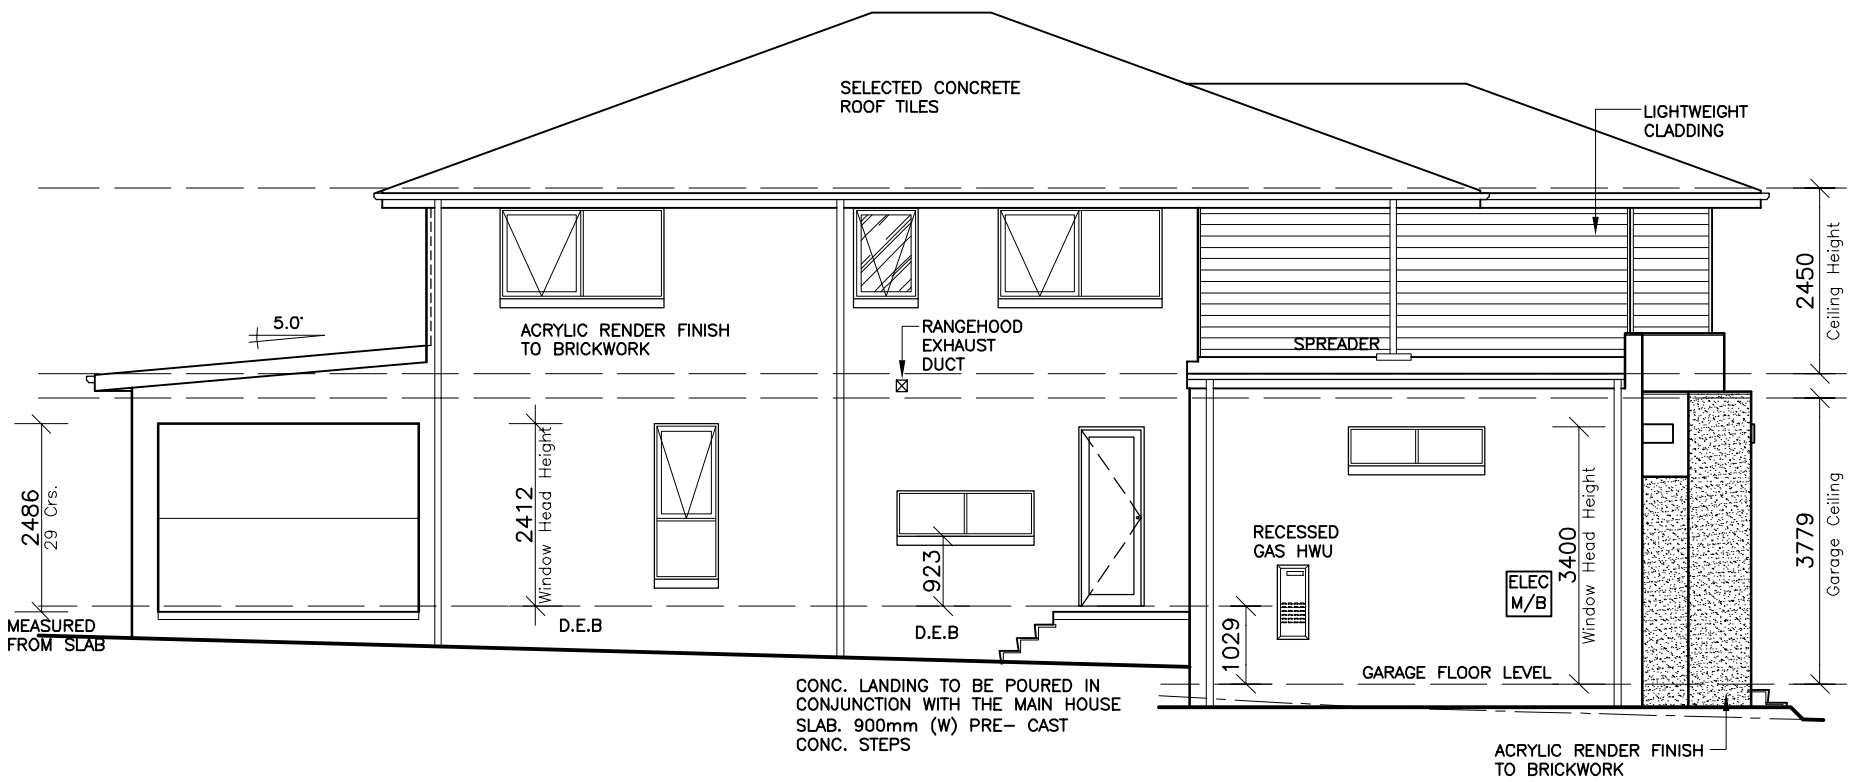 SELECTED CONCRETE
ROOF TILES
LIGHTWEIGHT
CLADDING
2450
Ceiling Height
5.0°
ACRYLIC RENDER FINISH
TO BRICKWORK
RANGEHOOD
EXHAUST
DUCT
SPREADER
2486
29 Crs.
2412
Window Head Height
923
RECESSED
GAS HWU
ELEC
M/B
3400
Window Head Height
3779
Garage Ceiling
MEASURED
FROM SLAB
D.E.B
D.E.B
1029
GARAGE FLOOR LEVEL
CONC. LANDING TO BE POURED IN
CONJUNCTION WITH THE MAIN HOUSE
SLAB. 900mm (W) PRE- CAST
CONC. STEPS
ACRYLIC RENDER FINISH
TO BRICKWORK